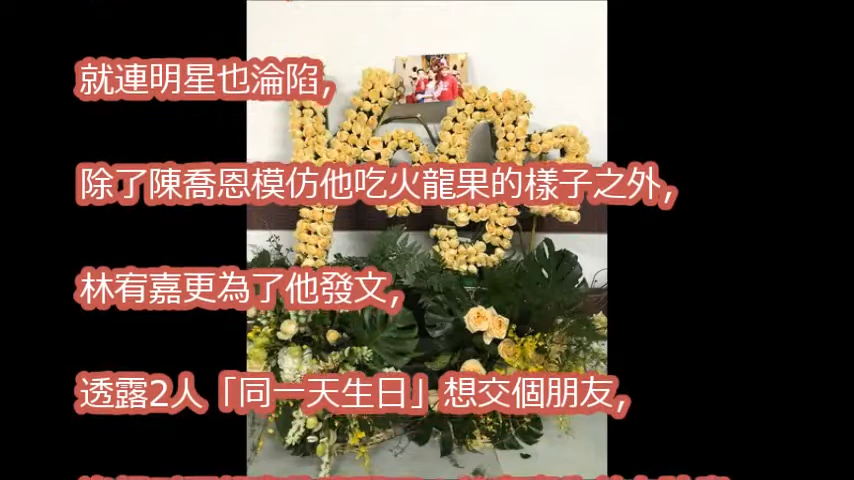 就連明星也淪陷，
除了陳喬恩模仿他吃火龍果的樣子之外，
林宥嘉更為了他發文，
透露2人「同一天生日」想交個朋友，